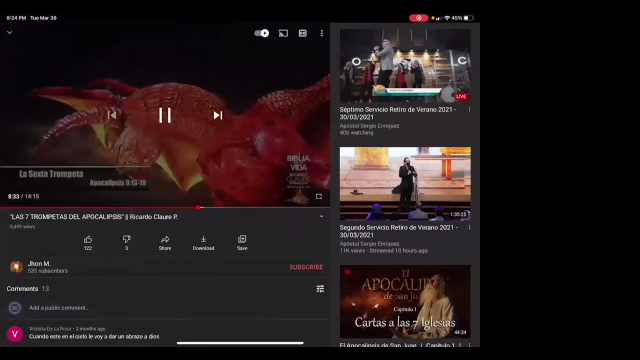 8:24 PM Tue Mar 30
45%
La Sexta Trompeta
Apocalipsis 9:13-19
BIBLIA
VIDA
8:33 / 14:15
"LAS 7 TROMPETAS DEL APOCALIPSIS" || Ricardo Claure P.
5,499 views
122
3
Share
Download
Save
Jhon M.
535 subscribers
SUBSCRIBE
Comments 13
Add a public comment...
Victoria De La Rosa • 2 months ago
Cuando este en el cielo le voy a dar un abrazo a dios
LIVE
Séptimo Servicio Retiro de Verano 2021 -
30/03/2021
Apóstol Sergio Enriquez
406 watching
1:35:25
Segundo Servicio Retiro de Verano 2021 -
30/03/2021
Apóstol Sergio Enriquez
11K views • Streamed 10 hours ago
El
APOCALIPSIS
de San Juan
Capítulo 1
Cartas a las 7 Iglesias
44:24
El Apocalipsis de San Juan | Capítulo 1 |